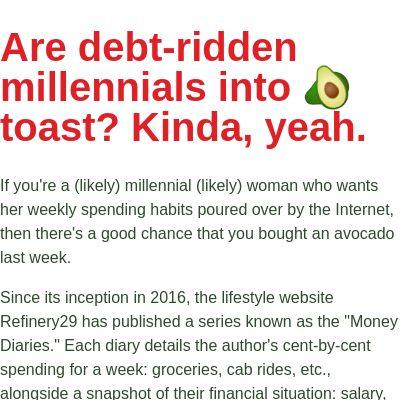 Are debt-ridden
millennials into 🥑
toast? Kinda, yeah.
If you're a (likely) millennial (likely) woman who wants
her weekly spending habits poured over by the Internet,
then there's a good chance that you bought an avocado
last week.
Since its inception in 2016, the lifestyle website
Refinery29 has published a series known as the "Money
Diaries." Each diary details the author's cent-by-cent
spending for a week: groceries, cab rides, etc.,
alongside a snapshot of their financial situation: salary,